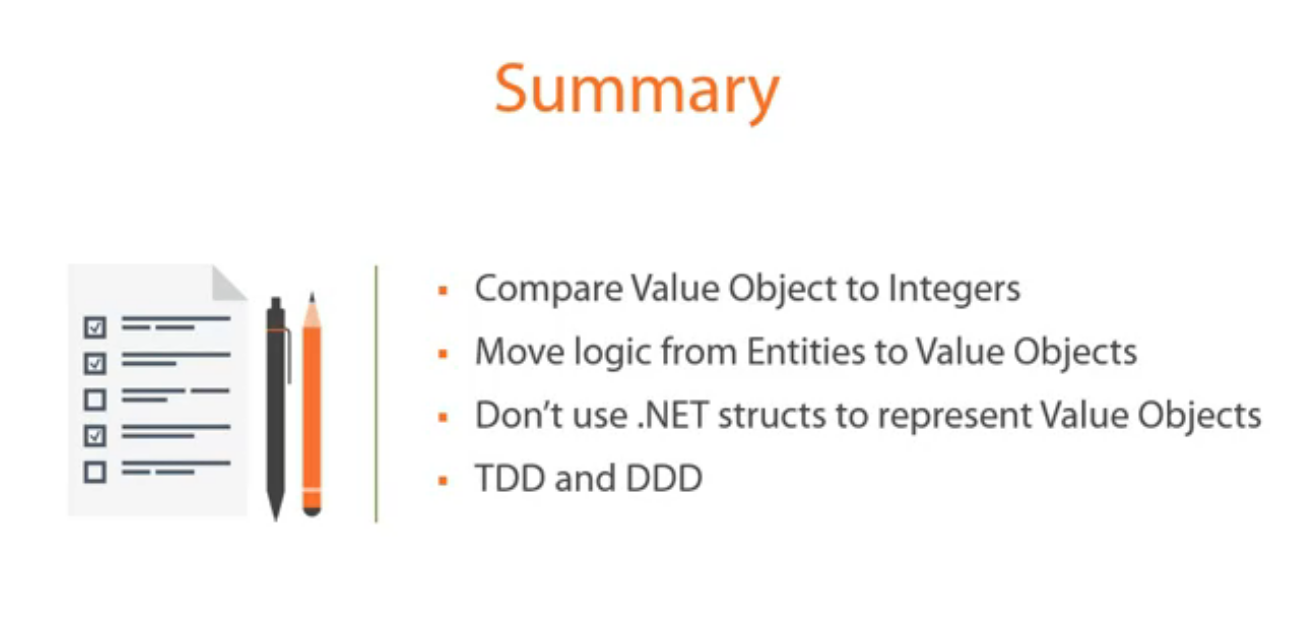 Summary
Compare Value Object to Integers
Move logic from Entities to Value Objects
Don’t use .NET structs to represent Value Objects
TDD and DDD